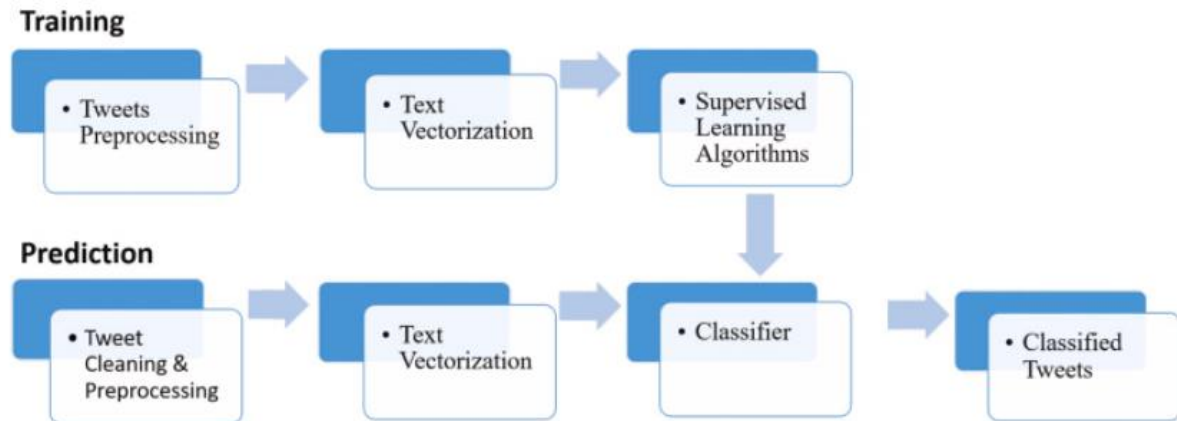 Training
• Tweets
Preprocessing
• Text
Vectorization
• Supervised
Learning
Algorithms
Prediction
• Tweet
Cleaning &
Preprocessing
• Text
Vectorization
• Classifier
• Classified
Tweets